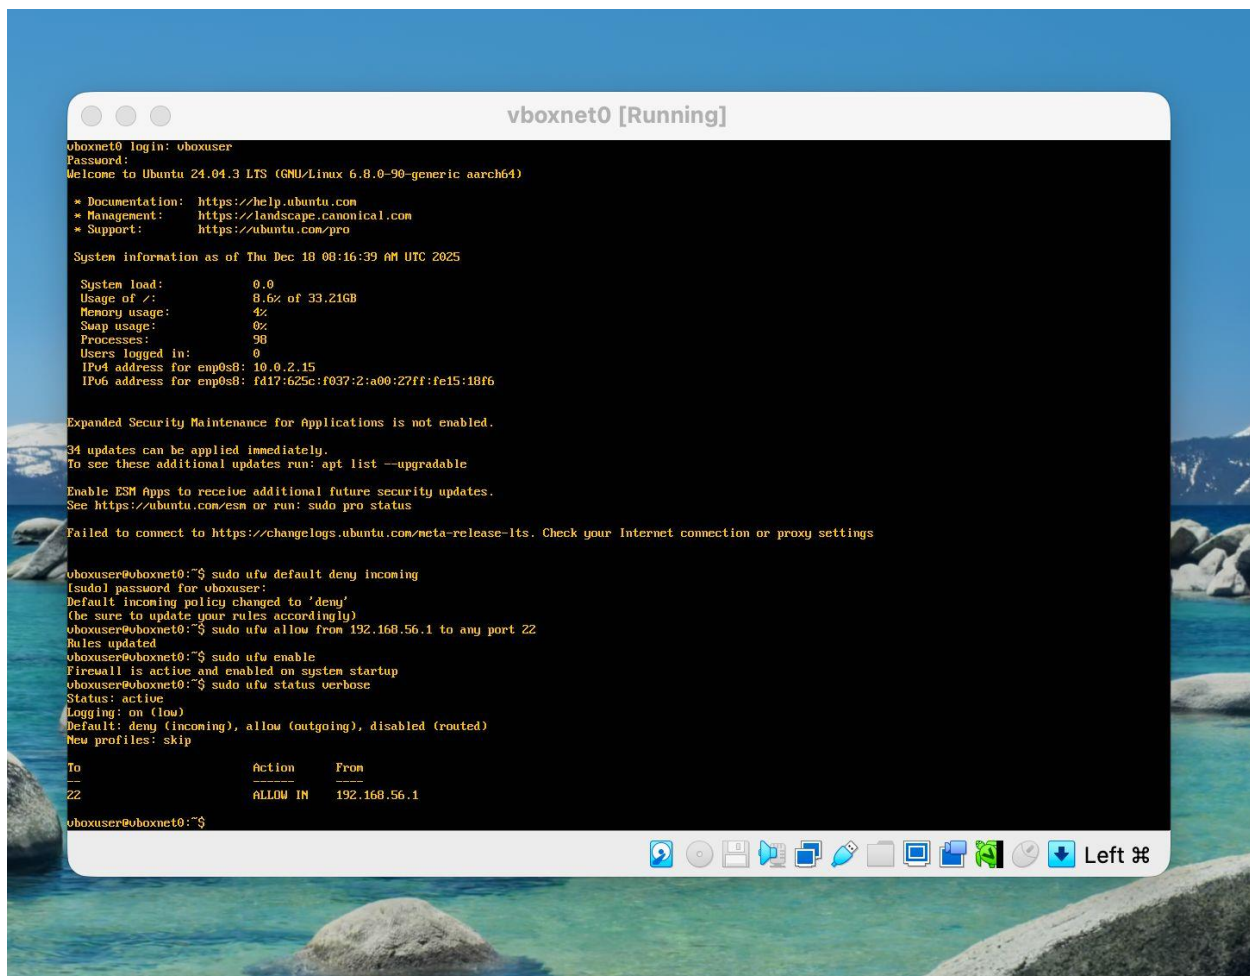 vboxnet0 [Running]
vboxnet0 login: vboxuser
Password:
Welcome to Ubuntu 24.04.3 LTS (GNU/Linux 6.8.0-90-generic aarch64)
* Documentation: https://help.ubuntu.com
* Management: https://landscape.canonical.com
* Support: https://ubuntu.com/pro
System information as of Thu Dec 18 08:16:39 AM UTC 2025
System load: 0.0
Usage of /: 8.6% of 33.21GB
Memory usage: 4%
Swap usage: 0%
Processes: 98
Users logged in: 0
IPv4 address for enp0s8: 10.0.2.15
IPv6 address for enp0s8: fd17:625c:f037:2:a00:27ff:fe15:18f6
Expanded Security Maintenance for Applications is not enabled.
34 updates can be applied immediately.
To see these additional updates run: apt list --upgradable
Enable ESM Apps to receive additional future security updates.
See https://ubuntu.com/esm or run: sudo pro status
Failed to connect to https://changelogs.ubuntu.com/meta-release-lts. Check your Internet connection or proxy settings
vboxuser@vboxnet0:~$ sudo ufw default deny incoming
[sudo] password for vboxuser:
Default incoming policy changed to 'deny'
(be sure to update your rules accordingly)
vboxuser@vboxnet0:~$ sudo ufw allow from 192.168.56.1 to any port 22
Rules updated
vboxuser@vboxnet0:~$ sudo ufw enable
Firewall is active and enabled on system startup
vboxuser@vboxnet0:~$ sudo ufw status verbose
Status: active
Logging: on (low)
Default: deny (incoming), allow (outgoing), disabled (routed)
New profiles: skip
To Action From
-- ------ ----
22 ALLOW IN 192.168.56.1
vboxuser@vboxnet0:~$
Left ⌘